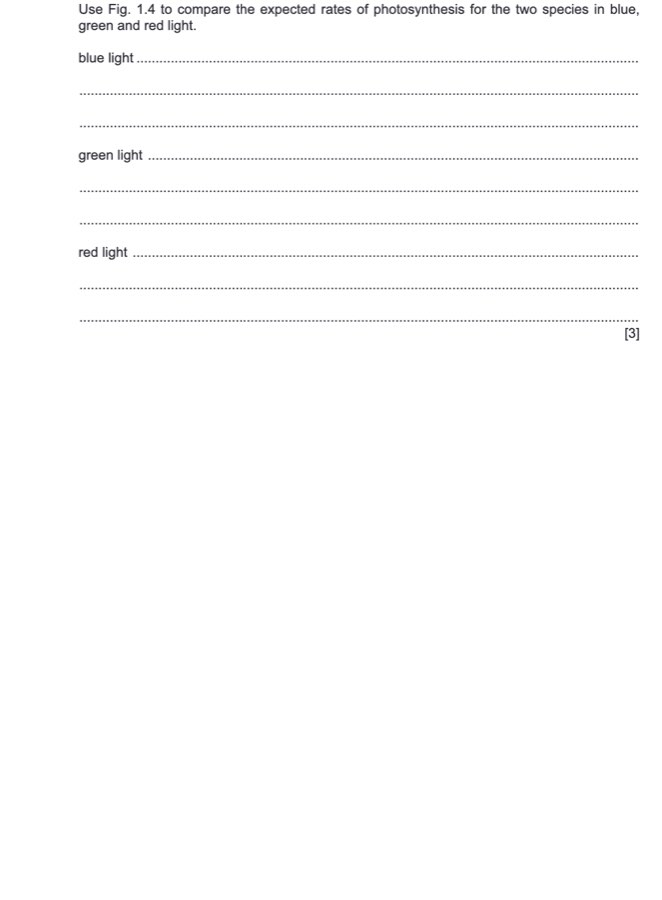 Use Fig. 1.4 to compare the expected rates of photosynthesis for the two species in blue,
green and red light.
blue light ..............................................................................................................................
..............................................................................................................................
..............................................................................................................................
green light ..............................................................................................................................
..............................................................................................................................
..............................................................................................................................
red light ..............................................................................................................................
..............................................................................................................................
..............................................................................................................................
[3]